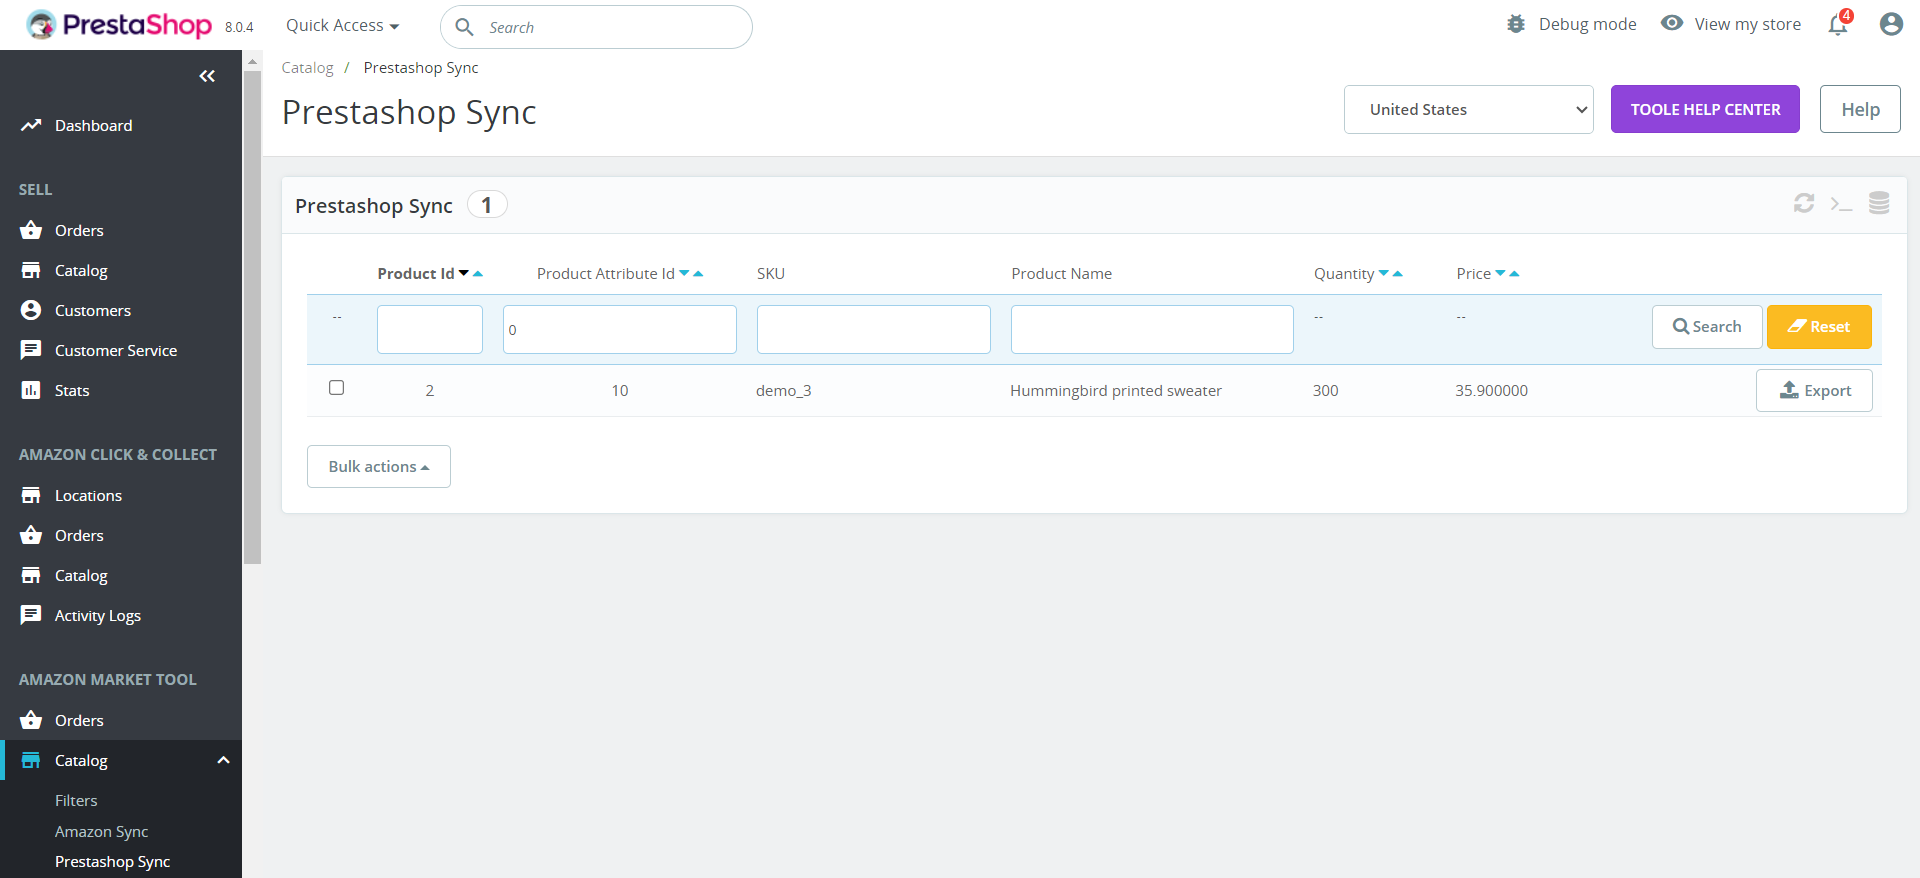 PrestaShop 8.0.4
Quick Access
Search
Debug mode
View my store
4
Dashboard
SELL
Orders
Catalog
Customers
Customer Service
Stats
AMAZON CLICK & COLLECT
Locations
Orders
Catalog
Activity Logs
AMAZON MARKET TOOL
Orders
Catalog
Filters
Amazon Sync
Prestashop Sync
Catalog / Prestashop Sync
Prestashop Sync
United States
TOOLE HELP CENTER
Help
Prestashop Sync 1
Product Id Product Attribute Id SKU Product Name Quantity Price
-- 0 -- -- Search Reset
2 10 demo_3 Hummingbird printed sweater 300 35.900000 Export
Bulk actions